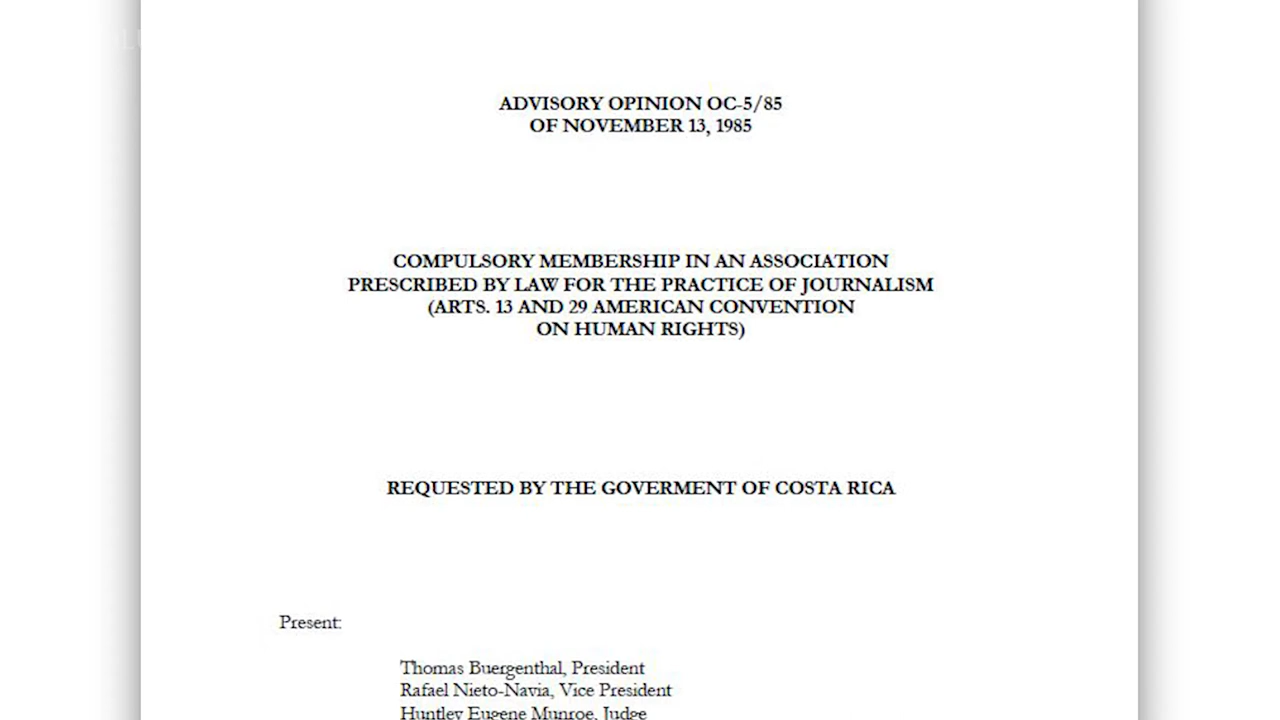 ADVISORY OPINION OC-5/85
OF NOVEMBER 13, 1985
COMPULSORY MEMBERSHIP IN AN ASSOCIATION
PRESCRIBED BY LAW FOR THE PRACTICE OF JOURNALISM
(ARTS. 13 AND 29 AMERICAN CONVENTION
ON HUMAN RIGHTS)
REQUESTED BY THE GOVERMENT OF COSTA RICA
Present:
Thomas Buergenthal, President
Rafael Nieto-Navia, Vice President
Huntley Eugene Munroe, Judge